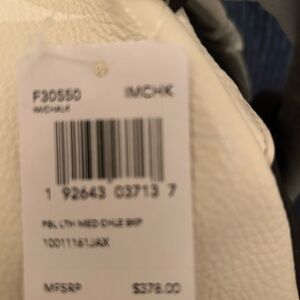 F30550 IMCHK
IM/CHALK
1 92643 03713 7
PBL LTH MED CHLE BKP
10011161JAX
MFSRP $378.00